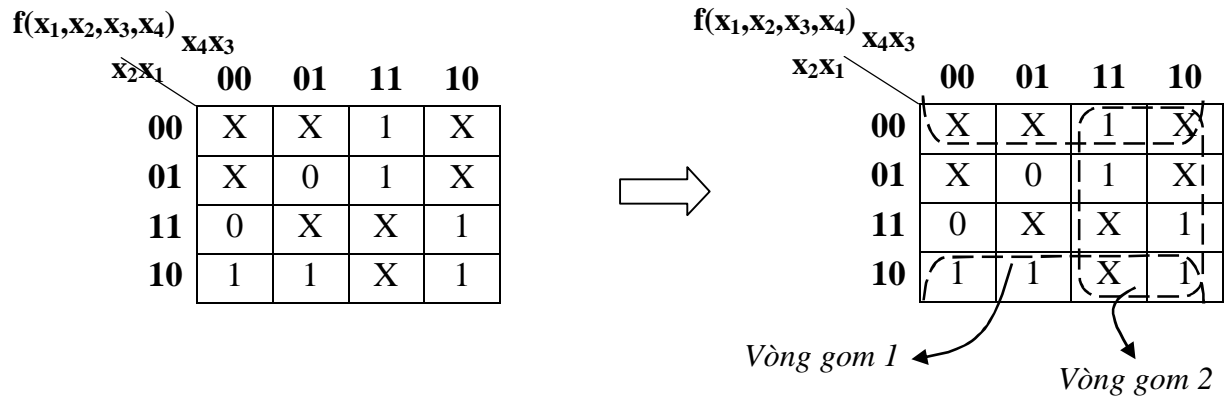 f(x₁,x₂,x₃,x₄) x₄x₃
x₂x₁ 00 01 11 10
00 X X 1 X
01 X 0 1 X
11 0 X X 1
10 1 1 X 1
f(x₁,x₂,x₃,x₄) x₄x₃
x₂x₁ 00 01 11 10
00 X X 1 X
01 X 0 1 X
11 0 X X 1
10 1 1 X 1
Vòng gom 1
Vòng gom 2